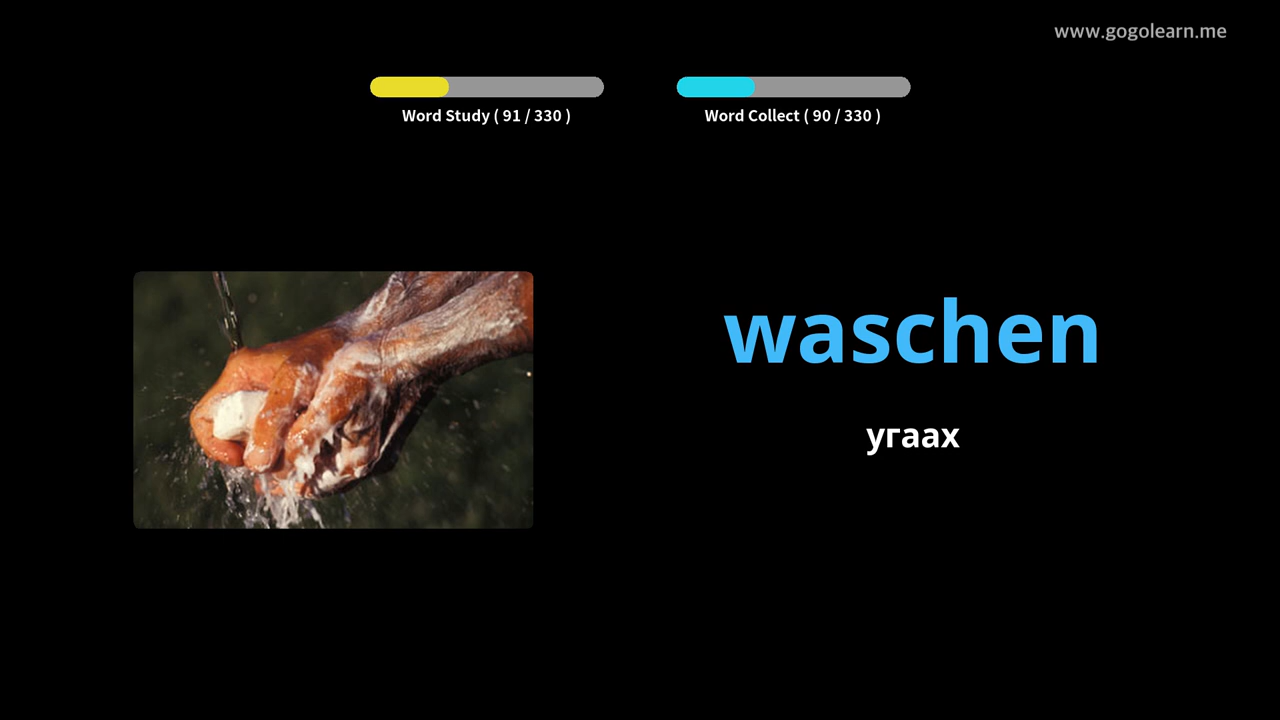 www.gogolearn.me
Word Study ( 91 / 330 )
Word Collect ( 90 / 330 )
waschen
угаах